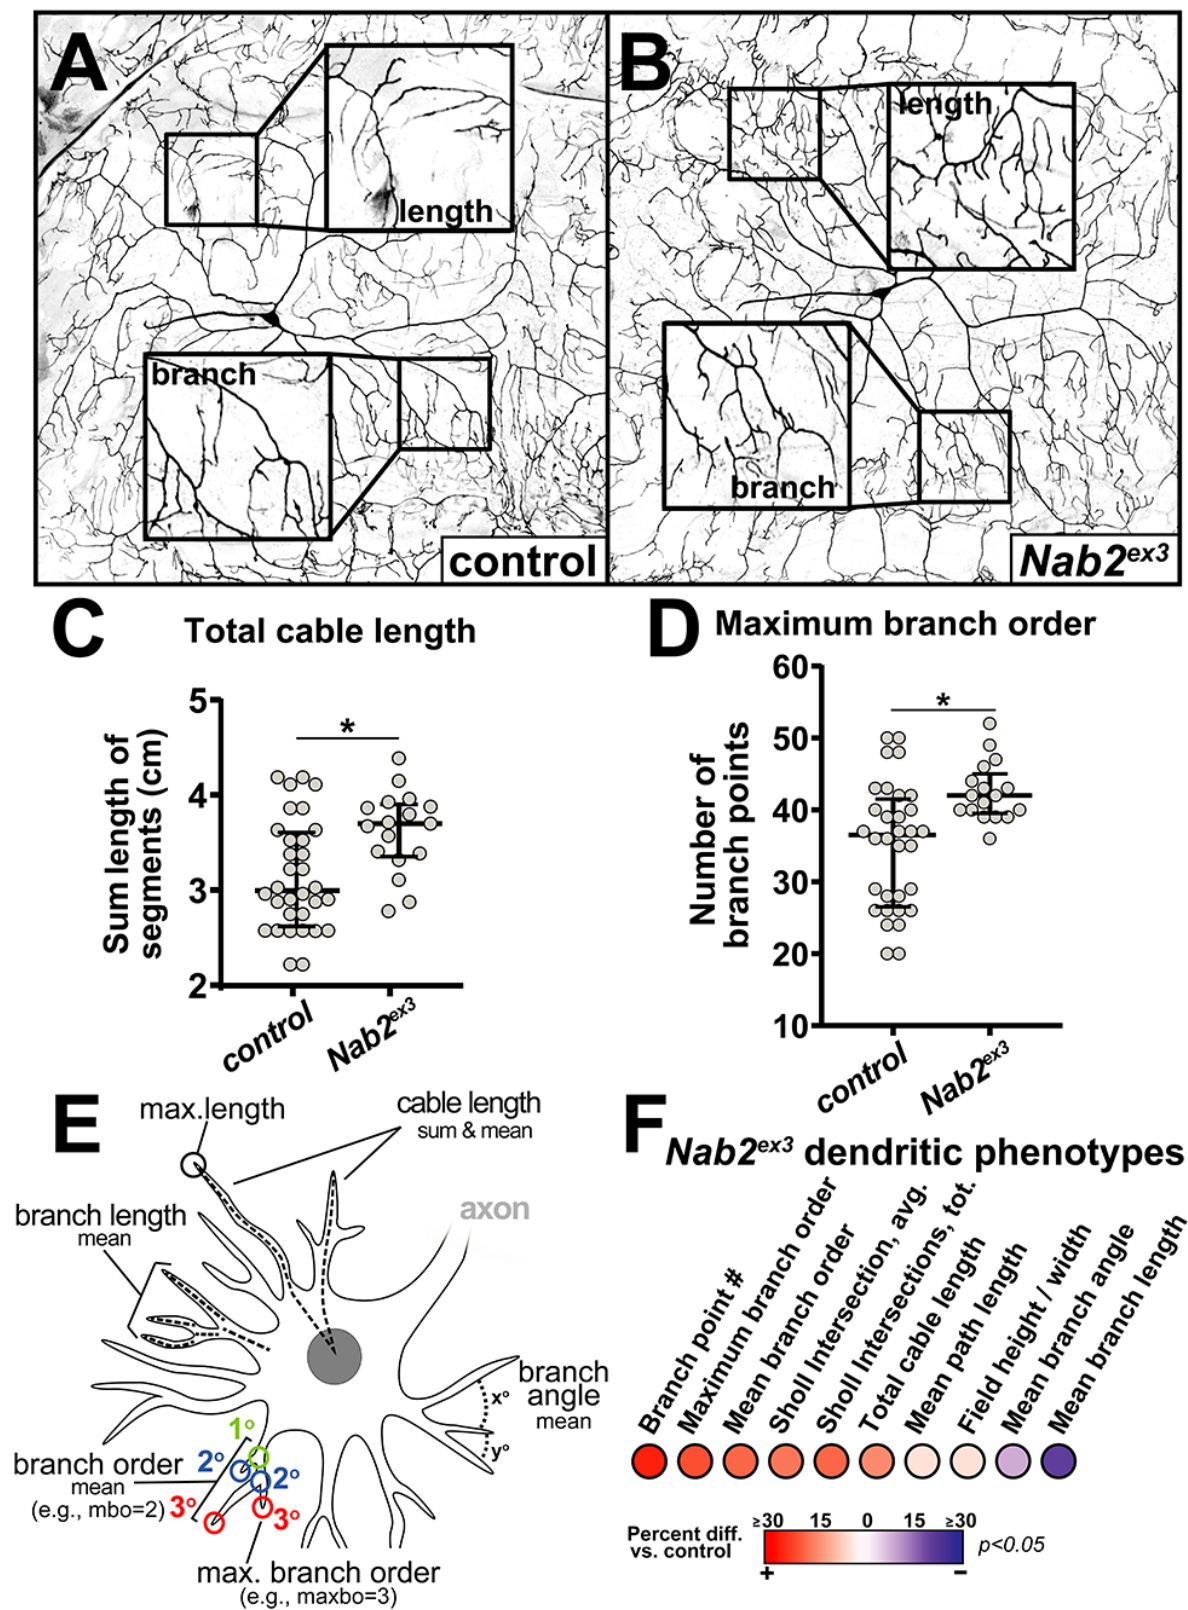 A
length
branch
control
B
length
branch
Nab2ex3
C
Total cable length
Sum length of
segments (cm)
5
4
3
2
*
control
Nab2ex3
D
Maximum branch order
Number of
branch points
60
50
40
30
20
10
*
control
Nab2ex3
E
max.length
cable length
sum & mean
axon
branch length
mean
branch
angle
mean
x°
y°
1°
2°
2°
3°
3°
branch order
mean
(e.g., mbo=2)
max. branch order
(e.g., maxbo=3)
F
Nab2ex3 dendritic phenotypes
Branch point #
Maximum branch order
Mean branch order
Sholl Intersection, avg.
Sholl Intersections, tot.
Total cable length
Mean path length
Field height / width
Mean branch angle
Mean branch length
Percent diff.
vs. control
≥30 15 0 15 ≥30
+ −
p<0.05